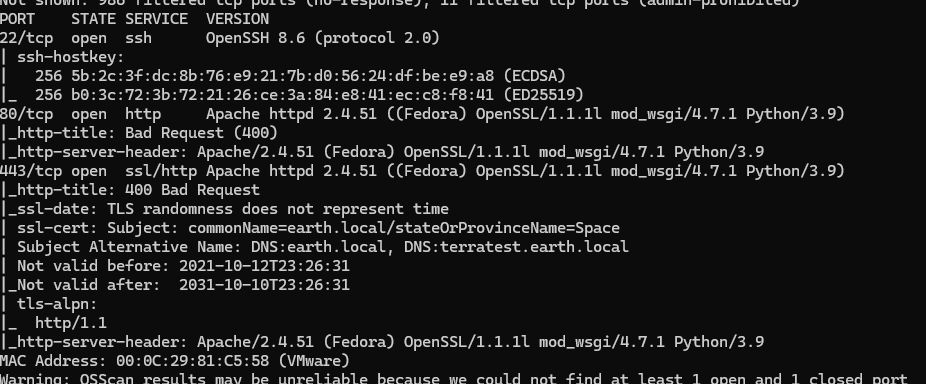 Not shown: 986 filtered tcp ports (no-response), 11 filtered tcp ports (admin-prohibited)
PORT    STATE SERVICE  VERSION
22/tcp  open  ssh      OpenSSH 8.6 (protocol 2.0)
| ssh-hostkey:
|   256 5b:2c:3f:dc:8b:76:e9:21:7b:d0:56:24:df:be:e9:a8 (ECDSA)
|_  256 b0:3c:72:3b:72:21:26:ce:3a:84:e8:41:ec:c8:f8:41 (ED25519)
80/tcp  open  http     Apache httpd 2.4.51 ((Fedora) OpenSSL/1.1.1l mod_wsgi/4.7.1 Python/3.9)
|_http-title: Bad Request (400)
|_http-server-header: Apache/2.4.51 (Fedora) OpenSSL/1.1.1l mod_wsgi/4.7.1 Python/3.9
443/tcp open  ssl/http Apache httpd 2.4.51 ((Fedora) OpenSSL/1.1.1l mod_wsgi/4.7.1 Python/3.9)
|_http-title: 400 Bad Request
|_ssl-date: TLS randomness does not represent time
| ssl-cert: Subject: commonName=earth.local/stateOrProvinceName=Space
| Subject Alternative Name: DNS:earth.local, DNS:terratest.earth.local
| Not valid before: 2021-10-12T23:26:31
|_Not valid after:  2031-10-10T23:26:31
| tls-alpn:
|_  http/1.1
|_http-server-header: Apache/2.4.51 (Fedora) OpenSSL/1.1.1l mod_wsgi/4.7.1 Python/3.9
MAC Address: 00:0C:29:81:C5:58 (VMware)
Warning: OSScan results may be unreliable because we could not find at least 1 open and 1 closed port